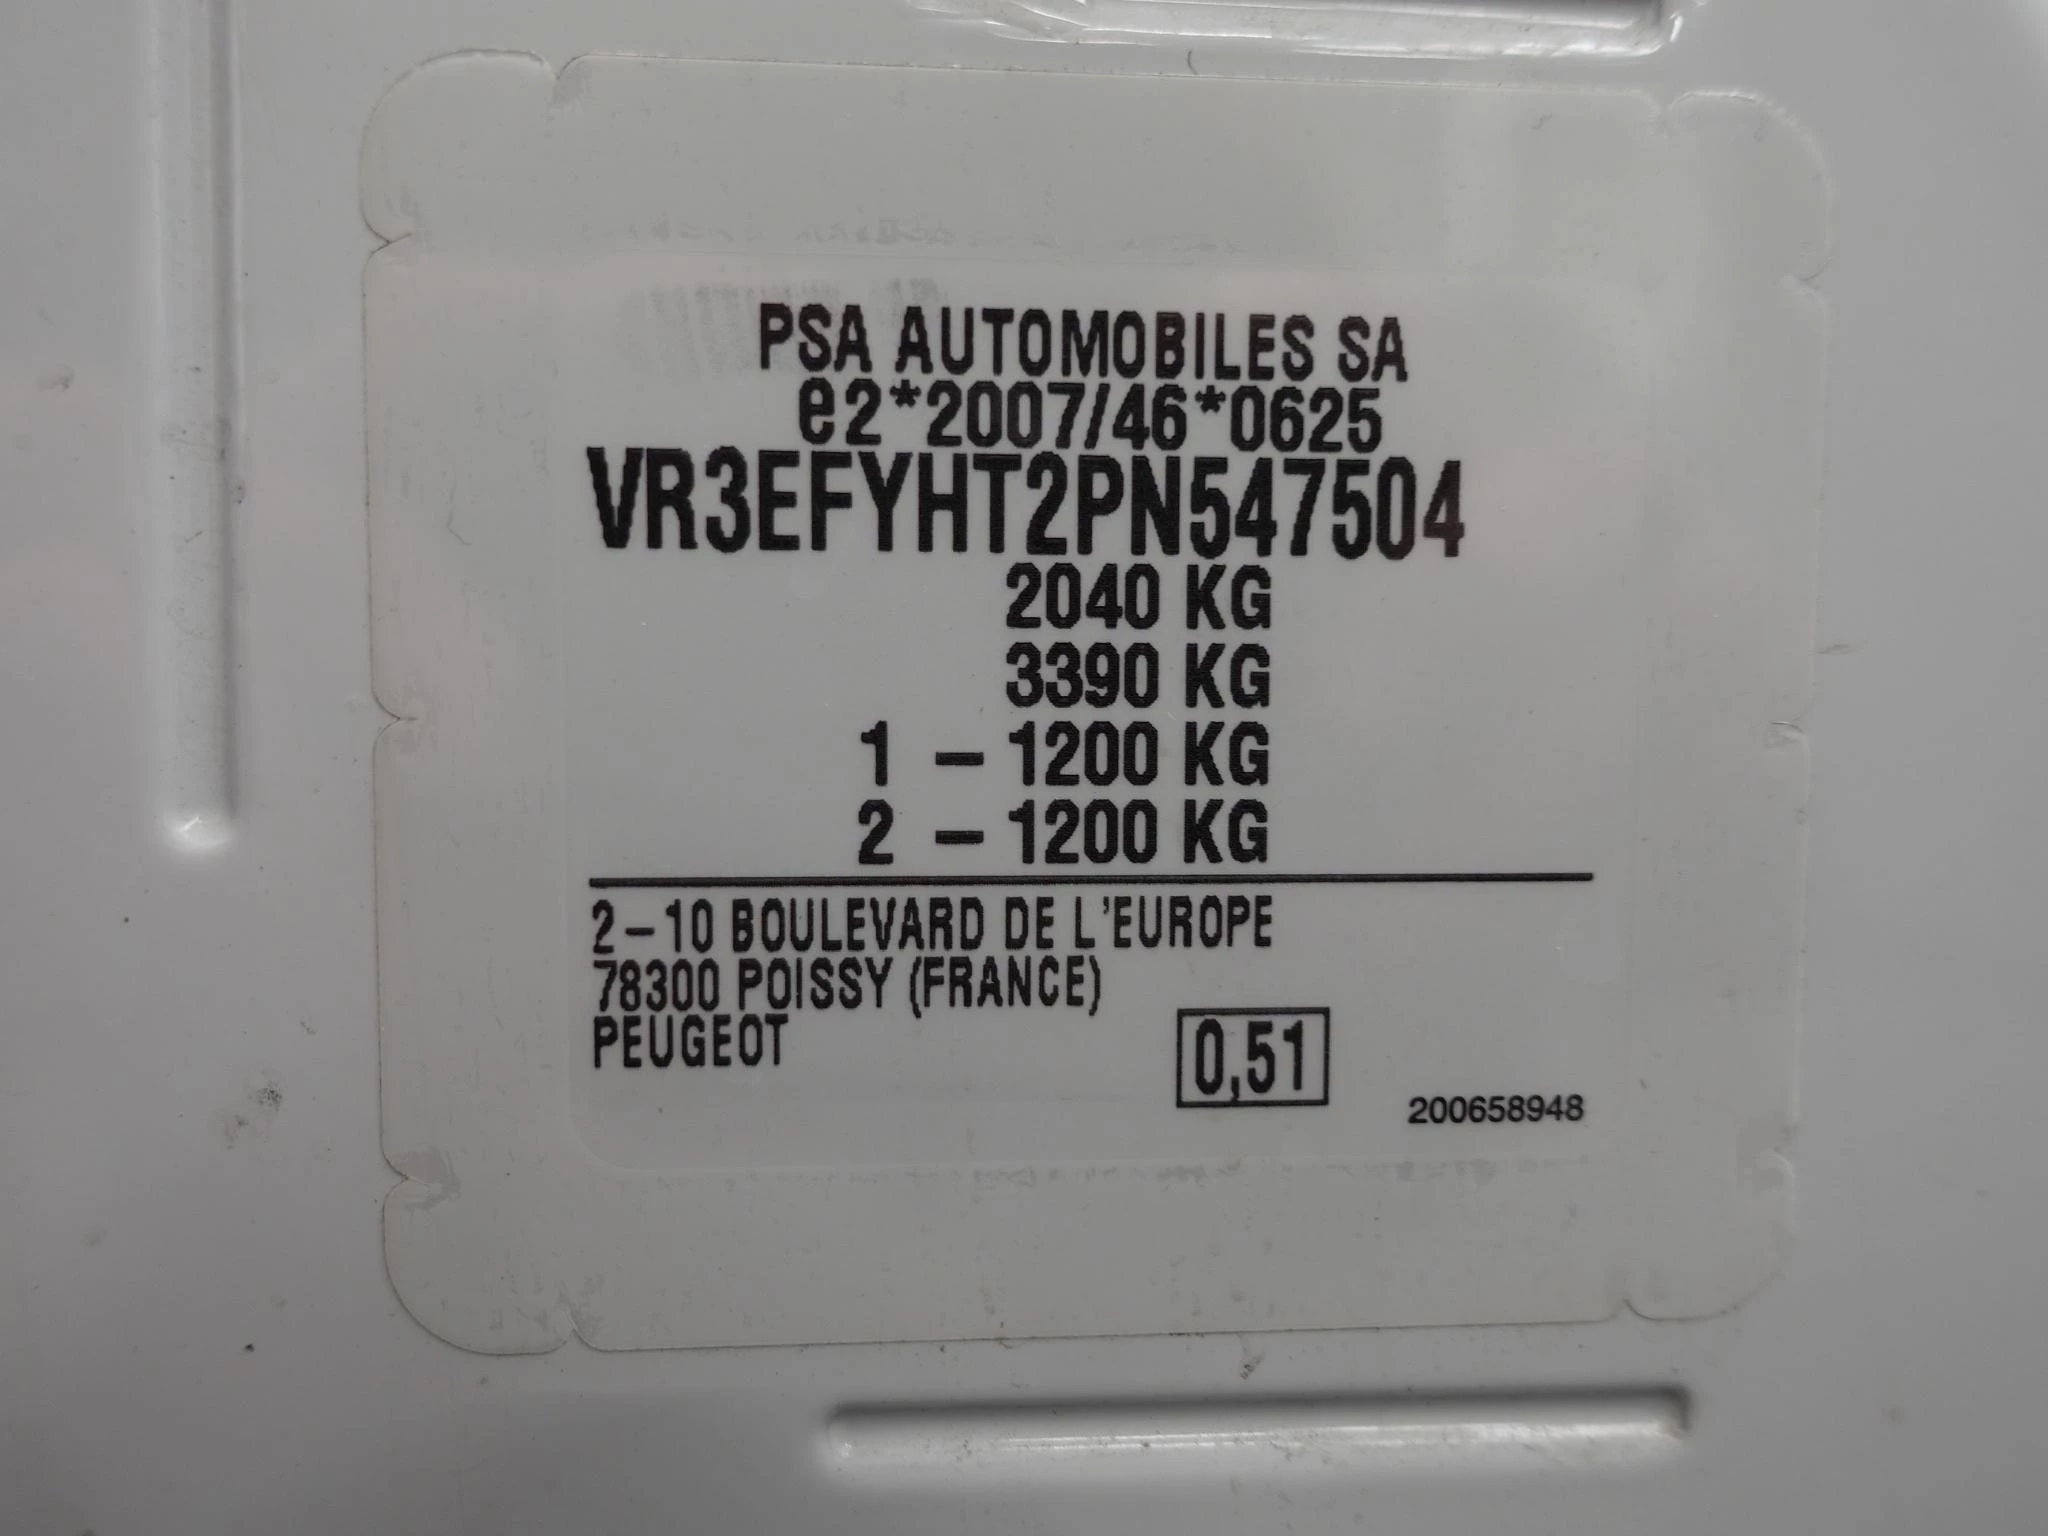 PSA AUTOMOBILES SA
e2*2007/46*0625
VR3EFYHT2PN547504
2040 KG
3390 KG
1 - 1200 KG
2 - 1200 KG
2-10 BOULEVARD DE L'EUROPE
78300 POISSY (FRANCE)
PEUGEOT
0,51
200658948